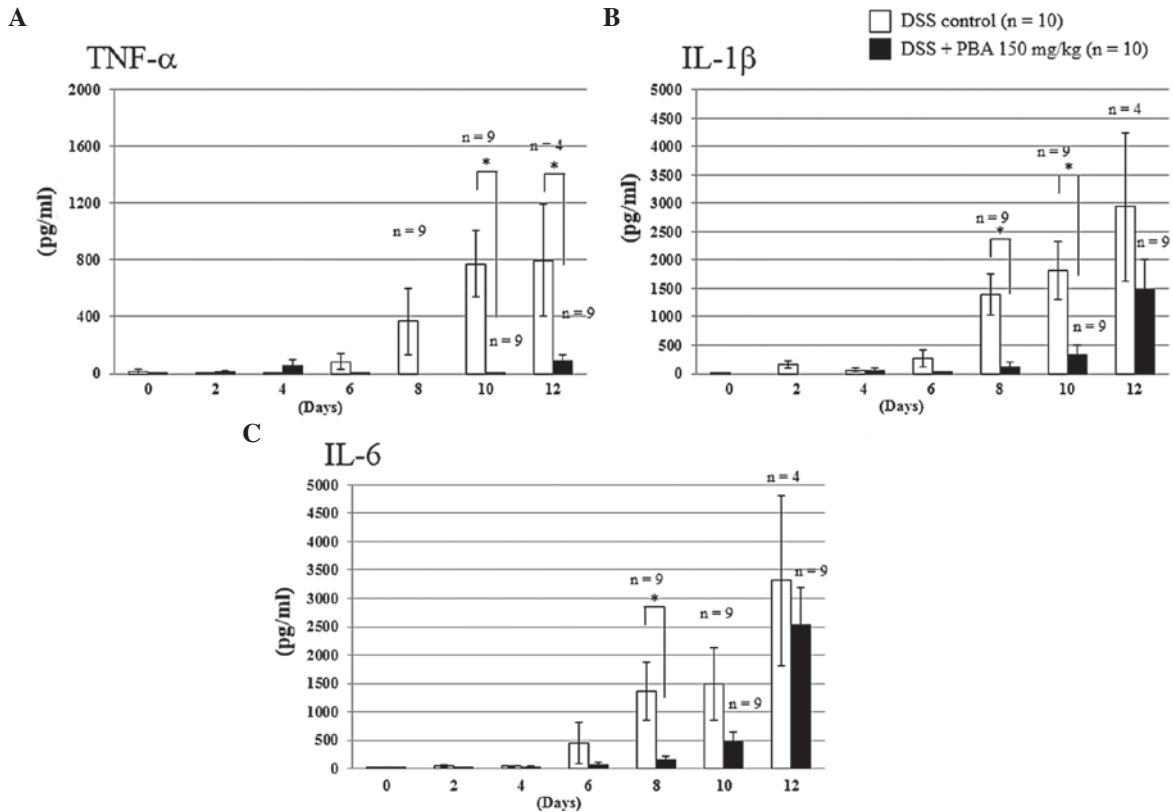 A
TNF-α
2000
1600
1200
800
400
0
(pg/ml)
n = 9
n = 9
*
n = 9
n = 4
*
n = 9
0 2 4 6 8 10 12
(Days)
B
IL-1β
DSS control (n = 10)
DSS + PBA 150 mg/kg (n = 10)
5000
4500
4000
3500
3000
2500
2000
1500
1000
500
0
(pg/ml)
n = 9
*
n = 9
*
n = 9
n = 4
n = 9
0 2 4 6 8 10 12
(Days)
C
IL-6
5000
4500
4000
3500
3000
2500
2000
1500
1000
500
0
(pg/ml)
n = 9
*
n = 9
n = 9
n = 4
n = 9
0 2 4 6 8 10 12
(Days)